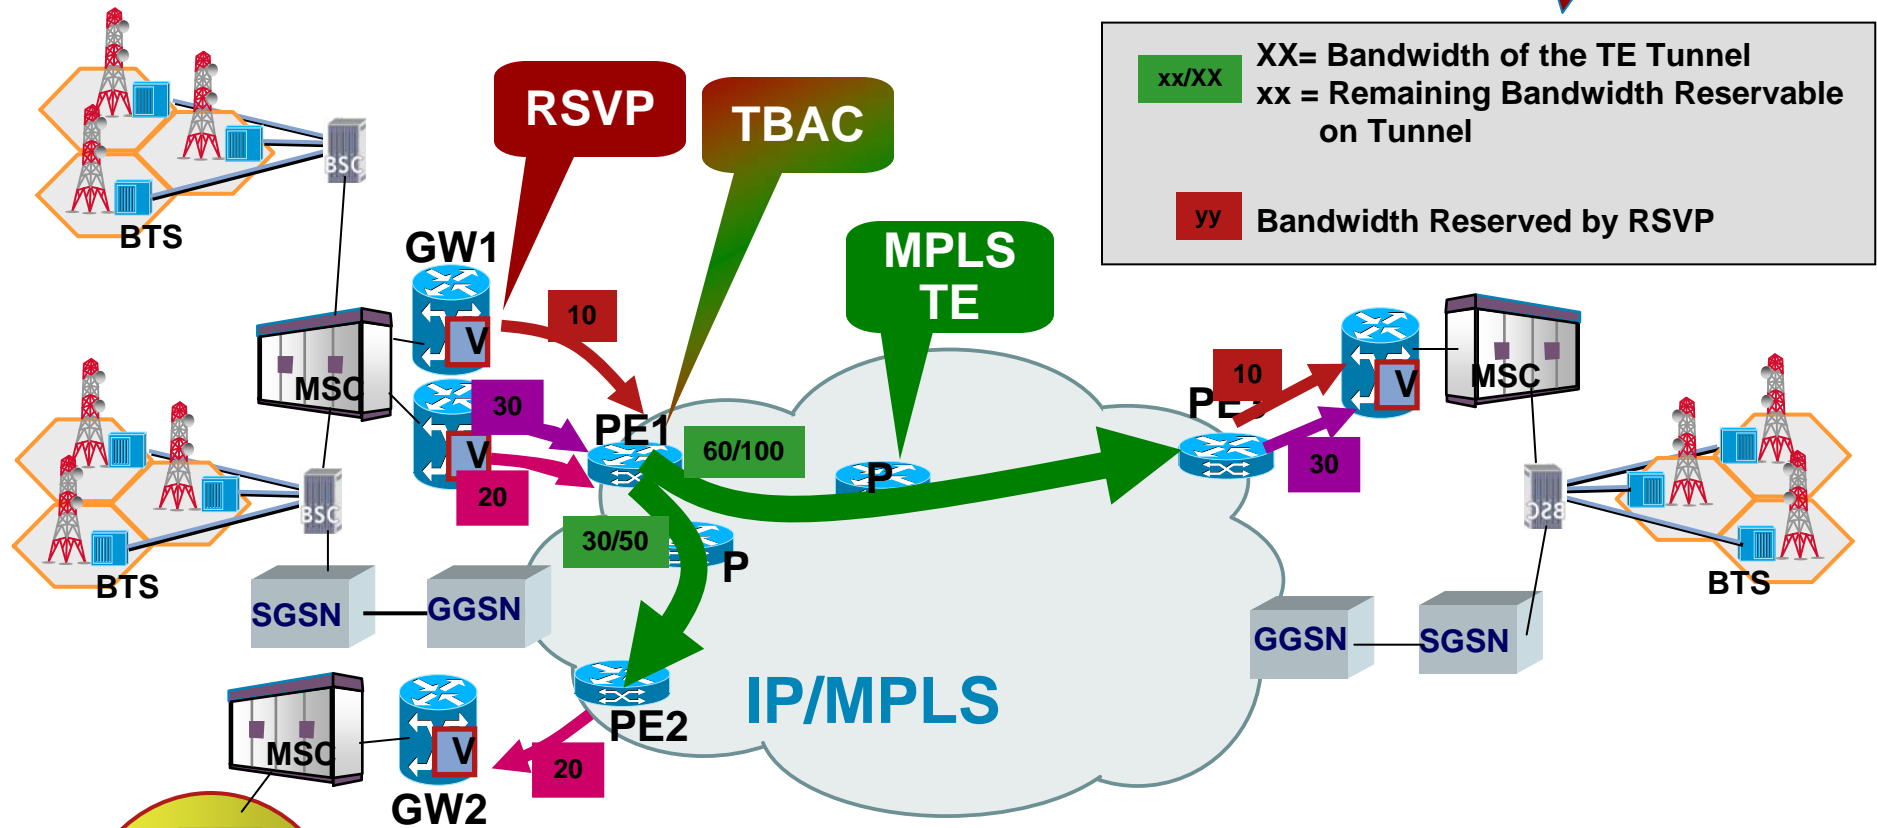 xx/XX
XX= Bandwidth of the TE Tunnel
xx = Remaining Bandwidth Reservable
on Tunnel
yy
Bandwidth Reserved by RSVP
RSVP
TBAC
MPLS
TE
BSC
BTS
GW1
V
10
MSC
30
V
20
PE1
60/100
P
30/50
P
10
30
V
MSC
BSC
BTS
BSC
BTS
SGSN
GGSN
GGSN
SGSN
IP/MPLS
PE2
MSC
V
20
GW2